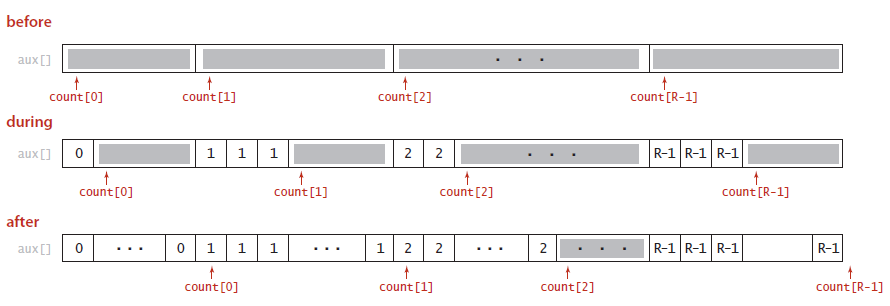 before
aux[] . . .
count[0] count[1] count[2] count[R-1]
during
aux[] 0 1 1 1 2 2 . . . R-1 R-1 R-1
count[0] count[1] count[2] count[R-1]
after
aux[] 0 ... 0 1 1 1 ... 1 2 2 ... 2 . . . R-1 R-1 R-1 R-1
count[0] count[1] count[2] count[R-1]